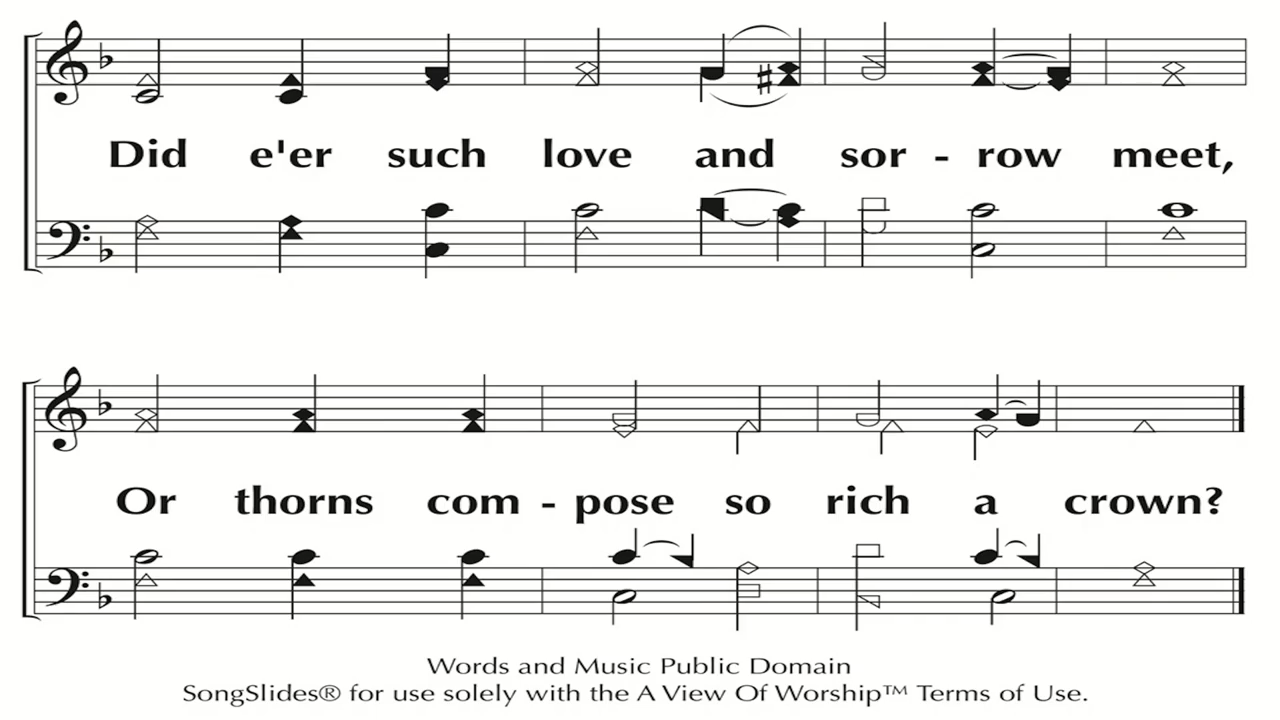 Did e'er such love and sor - row meet,
Or thorns com - pose so rich a crown?
Words and Music Public Domain
SongSlides® for use solely with the A View Of Worship™ Terms of Use.